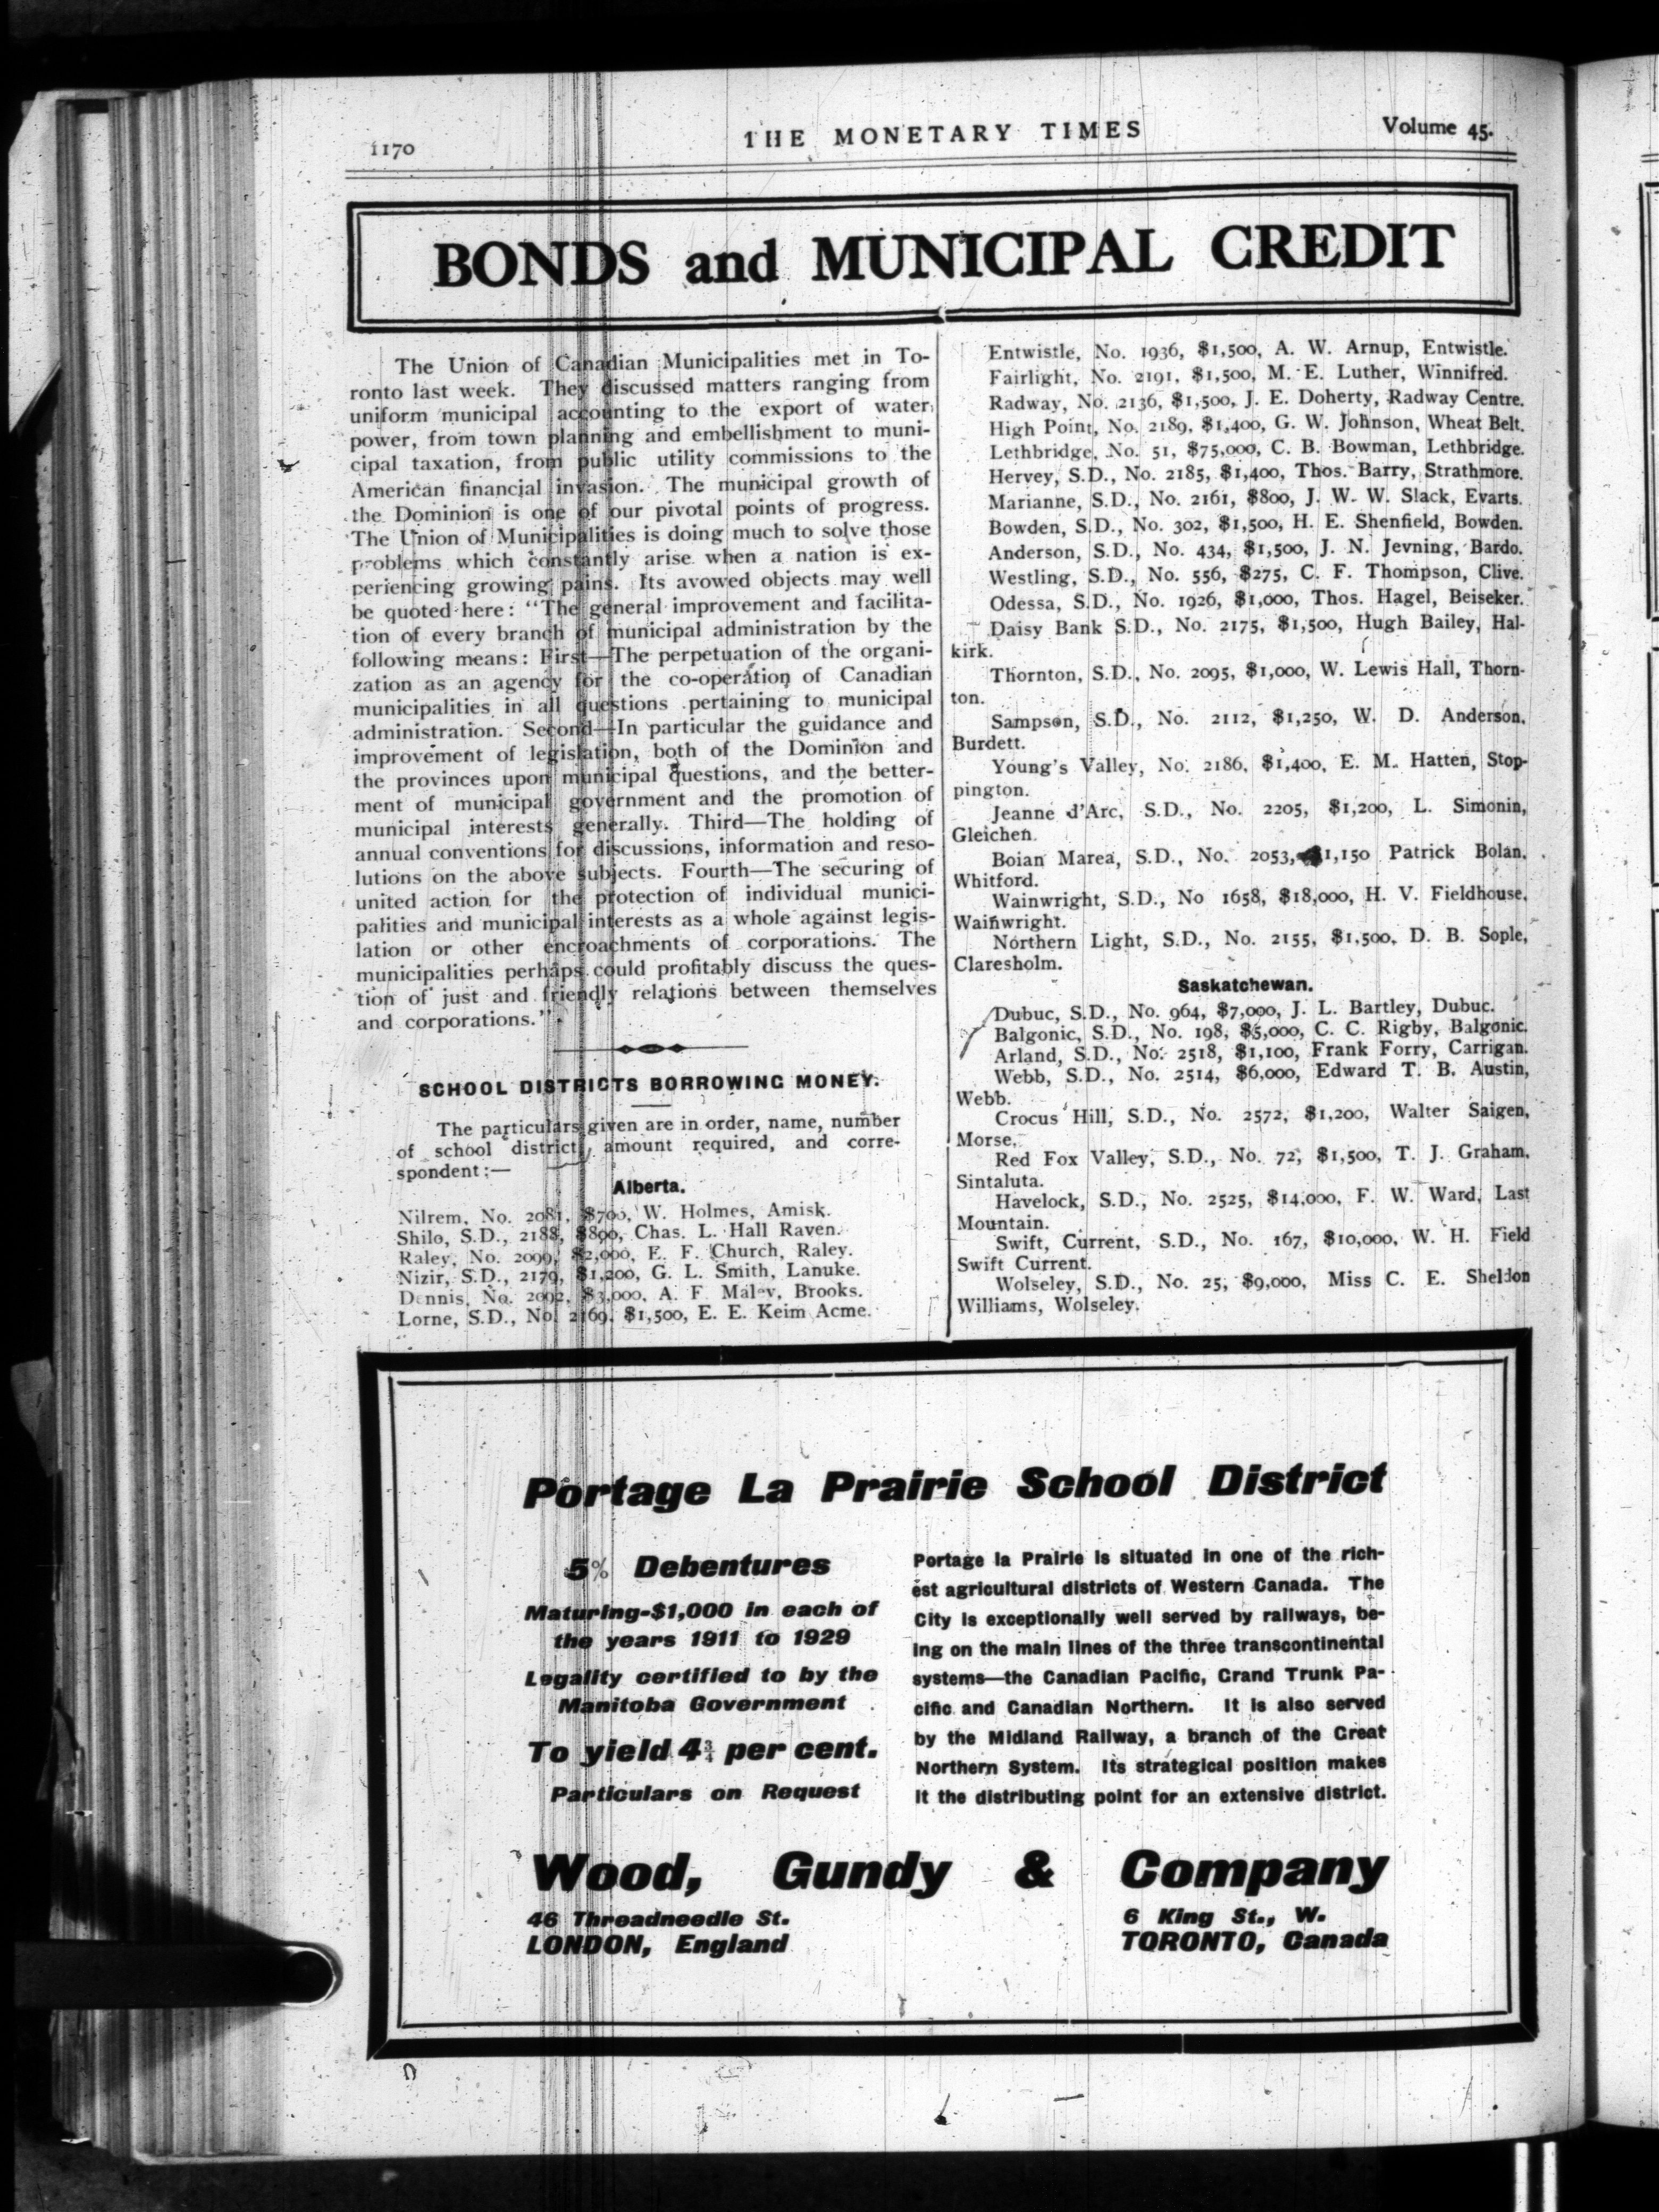 1170
THE MONETARY TIMES
Volume 45.
BONDS and MUNICIPAL CREDIT
The Union of Canadian Municipalities met in To-
ronto last week. They discussed matters ranging from
uniform municipal accounting to the export of water
power, from town planning and embellishment to muni-
cipal taxation, from public utility commissions to the
American financial invasion. The municipal growth of
the Dominion is one of our pivotal points of progress.
The Union of Municipalities is doing much to solve those
problems which constantly arise when a nation is ex-
periencing growing pains. Its avowed objects may well
be quoted here: "The general improvement and facilita-
tion of every branch of municipal administration by the
following means: First—The perpetuation of the organi-
zation as an agency for the co-operation of Canadian
municipalities in all questions pertaining to municipal
administration. Second—In particular the guidance and
improvement of legislation, both of the Dominion and
the provinces upon municipal questions, and the better-
ment of municipal government and the promotion of
municipal interests generally. Third—The holding of
annual conventions for discussions, information and reso-
lutions on the above subjects. Fourth—The securing of
united action for the protection of individual munici-
palities and municipal interests as a whole against legis-
lation or other encroachments of corporations. The
municipalities perhaps could profitably discuss the ques-
tion of just and friendly relations between themselves
and corporations."
SCHOOL DISTRICTS BORROWING MONEY.
The particulars given are in order, name, number
of school district, amount required, and corre-
spondent:—
Alberta.
Nilrem, No. 2081, $700, W. Holmes, Amisk.
Shilo, S.D., 2188, $800, Chas. L. Hall Raven.
Raley, No. 2099, $2,000, E. F. Church, Raley.
Nizir, S.D., 2179, $1,200, G. L. Smith, Lanuke.
Dennis, No. 2092, $3,000, A. F. Maley, Brooks.
Lorne, S.D., No. 2169, $1,500, E. E. Keim Acme.
Entwistle, No. 1936, $1,500, A. W. Arnup, Entwistle.
Fairlight, No. 2191, $1,500, M. E. Luther, Winnifred.
Radway, No. 2136, $1,500, J. E. Doherty, Radway Centre.
High Point, No. 2189, $1,400, G. W. Johnson, Wheat Belt.
Lethbridge, No. 51, $75,000, C. B. Bowman, Lethbridge.
Hervey, S.D., No. 2185, $1,400, Thos. Barry, Strathmore.
Marianne, S.D., No. 2161, $800, J. W. W. Slack, Evarts.
Bowden, S.D., No. 302, $1,500, H. E. Shenfield, Bowden.
Anderson, S.D., No. 434, $1,500, J. N. Jevning, Bardo.
Westling, S.D., No. 556, $275, C. F. Thompson, Clive.
Odessa, S.D., No. 1926, $1,000, Thos. Hagel, Beiseker.
Daisy Bank S.D., No. 2175, $1,500, Hugh Bailey, Hal-
kirk.
Thornton, S.D., No. 2095, $1,000, W. Lewis Hall, Thorn-
ton.
Sampson, S.D., No. 2112, $1,250, W. D. Anderson,
Burdett.
Young's Valley, No. 2186, $1,400, E. M. Hatten, Stop-
pington.
Jeanne d'Arc, S.D., No. 2205, $1,200, L. Simonin,
Gleichen.
Boian Marea, S.D., No. 2053, $1,150 Patrick Bolan,
Whitford.
Wainwright, S.D., No 1658, $18,000, H. V. Fieldhouse,
Wainwright.
Northern Light, S.D., No. 2155, $1,500, D. B. Sople,
Claresholm.
Saskatchewan.
Dubuc, S.D., No. 964, $7,000, J. L. Bartley, Dubuc.
Balgonic, S.D., No. 198, $5,000, C. C. Rigby, Balgonic.
Arland, S.D., No. 2518, $1,100, Frank Forry, Carrigan.
Webb, S.D., No. 2514, $6,000, Edward T. B. Austin,
Webb.
Crocus Hill, S.D., No. 2572, $1,200, Walter Saigen,
Morse.
Red Fox Valley, S.D., No. 72, $1,500, T. J. Graham,
Sintaluta.
Havelock, S.D., No. 2525, $14,000, F. W. Ward, Last
Mountain.
Swift, Current, S.D., No. 167, $10,000, W. H. Field
Swift Current.
Wolseley, S.D., No. 25, $9,000, Miss C. E. Sheldon
Williams, Wolseley.
Portage La Prairie School District
5% Debentures
Maturing-$1,000 in each of
the years 1911 to 1929
Legality certified to by the
Manitoba Government
To yield 4¾ per cent.
Particulars on Request
Portage la Prairie is situated in one of the rich-
est agricultural districts of Western Canada. The
City is exceptionally well served by railways, be-
ing on the main lines of the three transcontinental
systems—the Canadian Pacific, Grand Trunk Pa-
cific and Canadian Northern. It is also served
by the Midland Railway, a branch of the Great
Northern System. Its strategical position makes
it the distributing point for an extensive district.
Wood, Gundy & Company
46 Threadneedle St.
LONDON, England
6 King St., W.
TORONTO, Canada